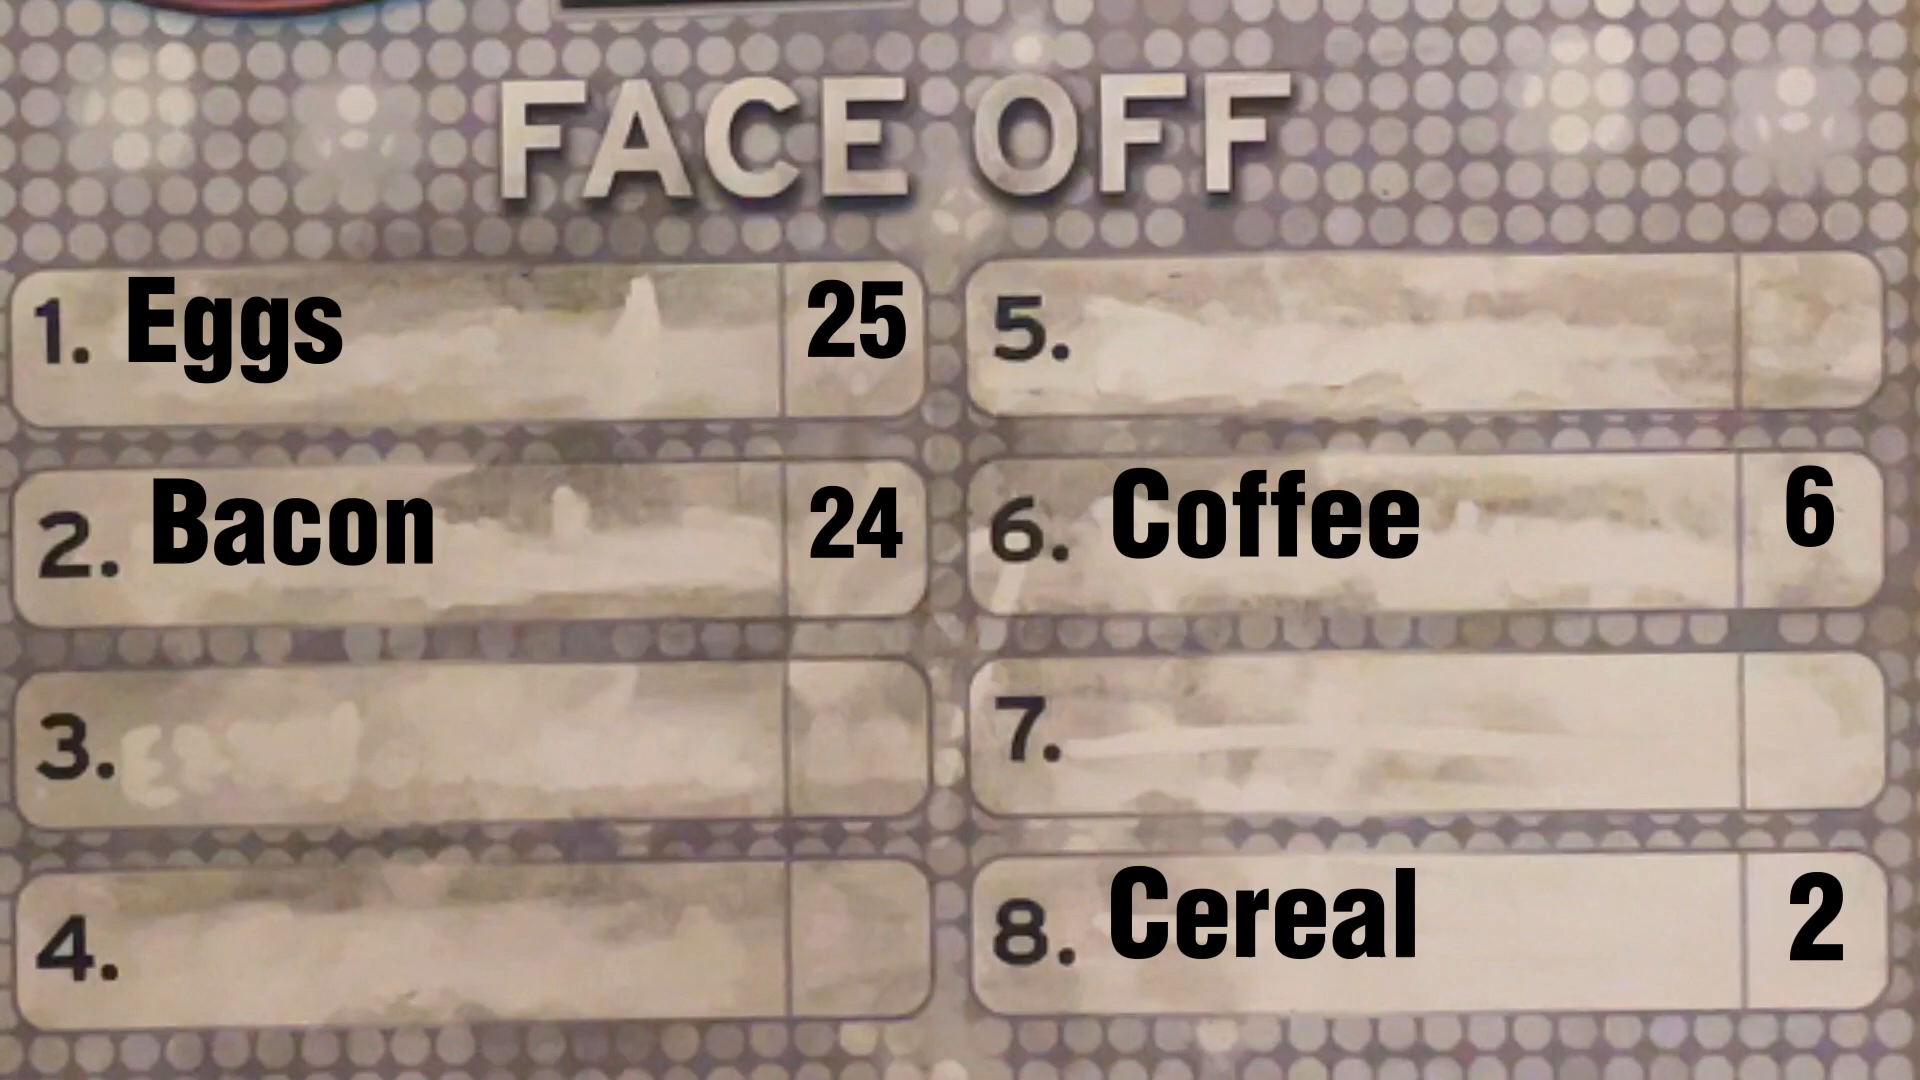 FACE OFF
1. Eggs 25
2. Bacon 24
3.
4.
5.
6. Coffee 6
7.
8. Cereal 2